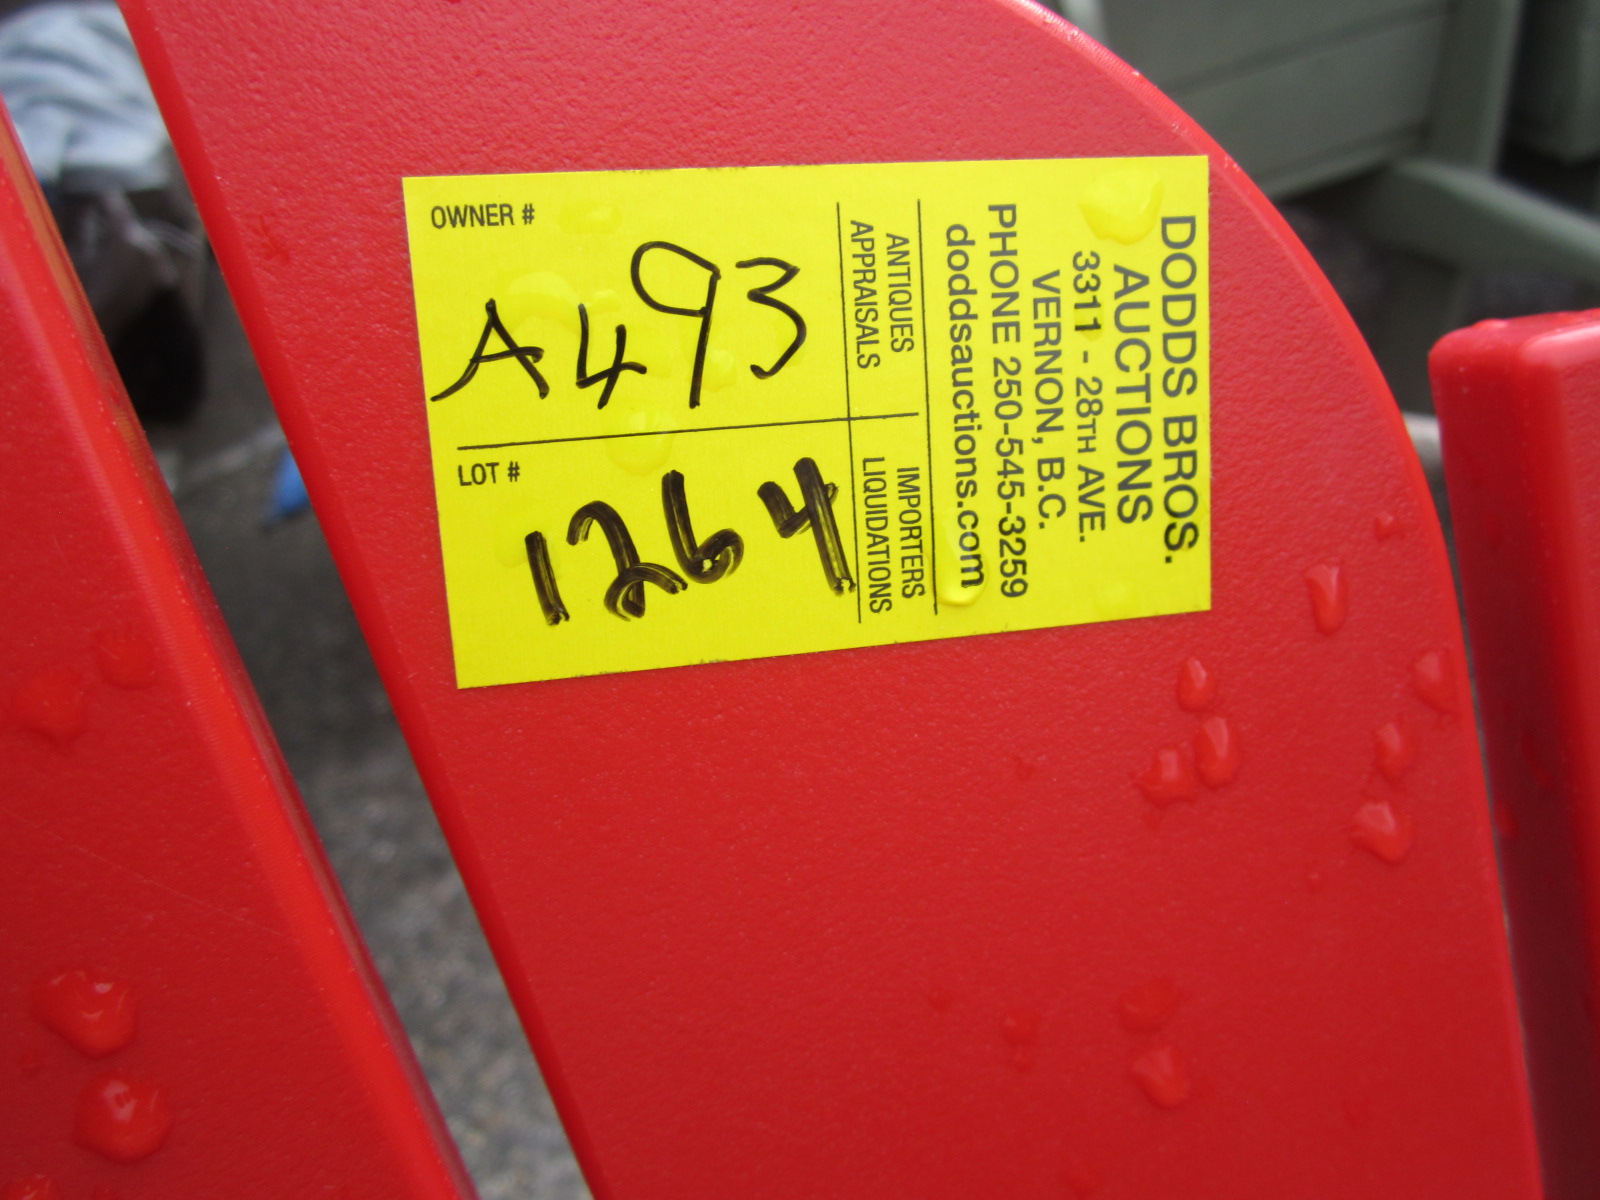 DODDS BROS.
AUCTIONS
3311 - 28TH AVE.
VERNON, B.C.
PHONE 250-545-3259
doddsauctions.com
ANTIQUES
APPRAISALS
IMPORTERS
LIQUIDATIONS
OWNER #
A493
LOT #
1264